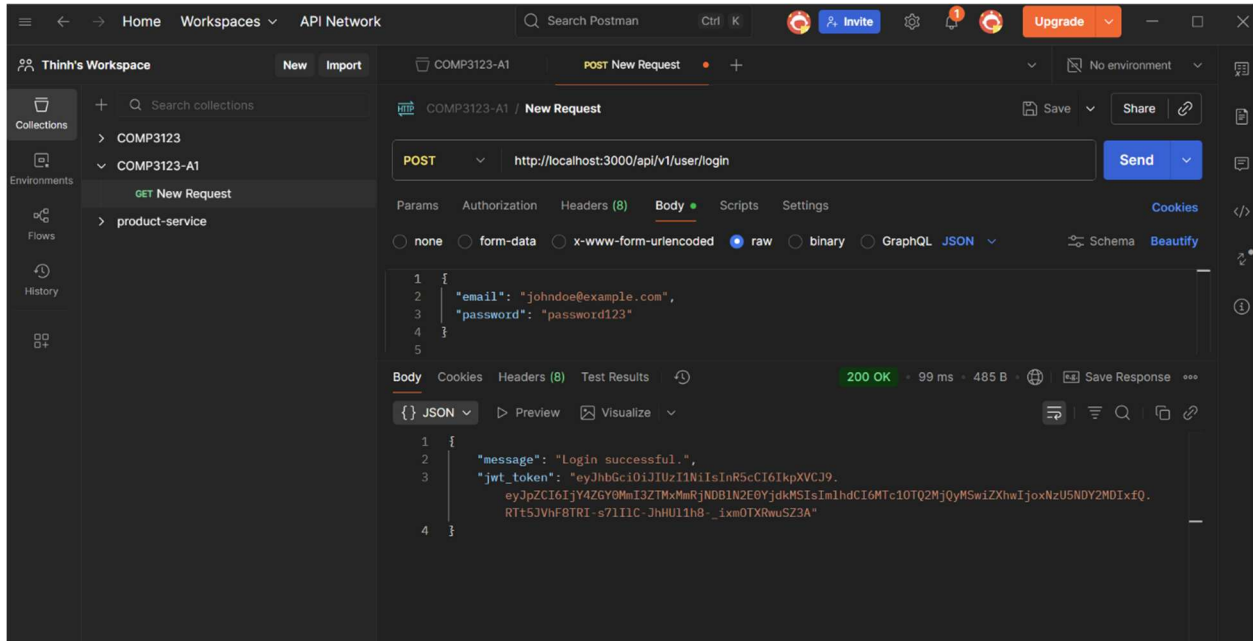 Home Workspaces API Network Search Postman Ctrl K Invite 1 Upgrade
Thinh's Workspace New Import COMP3123-A1 POST New Request No environment
Collections
Search collections
COMP3123-A1 / New Request Save Share
COMP3123
COMP3123-A1
GET New Request
product-service
Environments
Flows
History
POST http://localhost:3000/api/v1/user/login Send
Params Authorization Headers (8) Body Scripts Settings Cookies
none form-data x-www-form-urlencoded raw binary GraphQL JSON Schema Beautify
1 {
2 "email": "johndoe@example.com",
3 "password": "password123"
4 }
5
Body Cookies Headers (8) Test Results 200 OK 99 ms 485 B e.g. Save Response
{} JSON Preview Visualize
1 {
2 "message": "Login successful.",
3 "jwt_token": "eyJhbGciOiJIUzI1NiIsInR5cCI6IkpXVCJ9.
eyJpZCI6IjY4ZGY0MmI3ZTMxMmRjNDBlN2E0YjdkMSIsImlhdCI6MTc1OTQ2MjQyMSwiZXhwIjoxNzU5NDY2MDIxfQ.
RTt5JVhF8TRI-s7lIlC-JhHUl1h8-_ixmOTXRwuSZ3A"
4 }